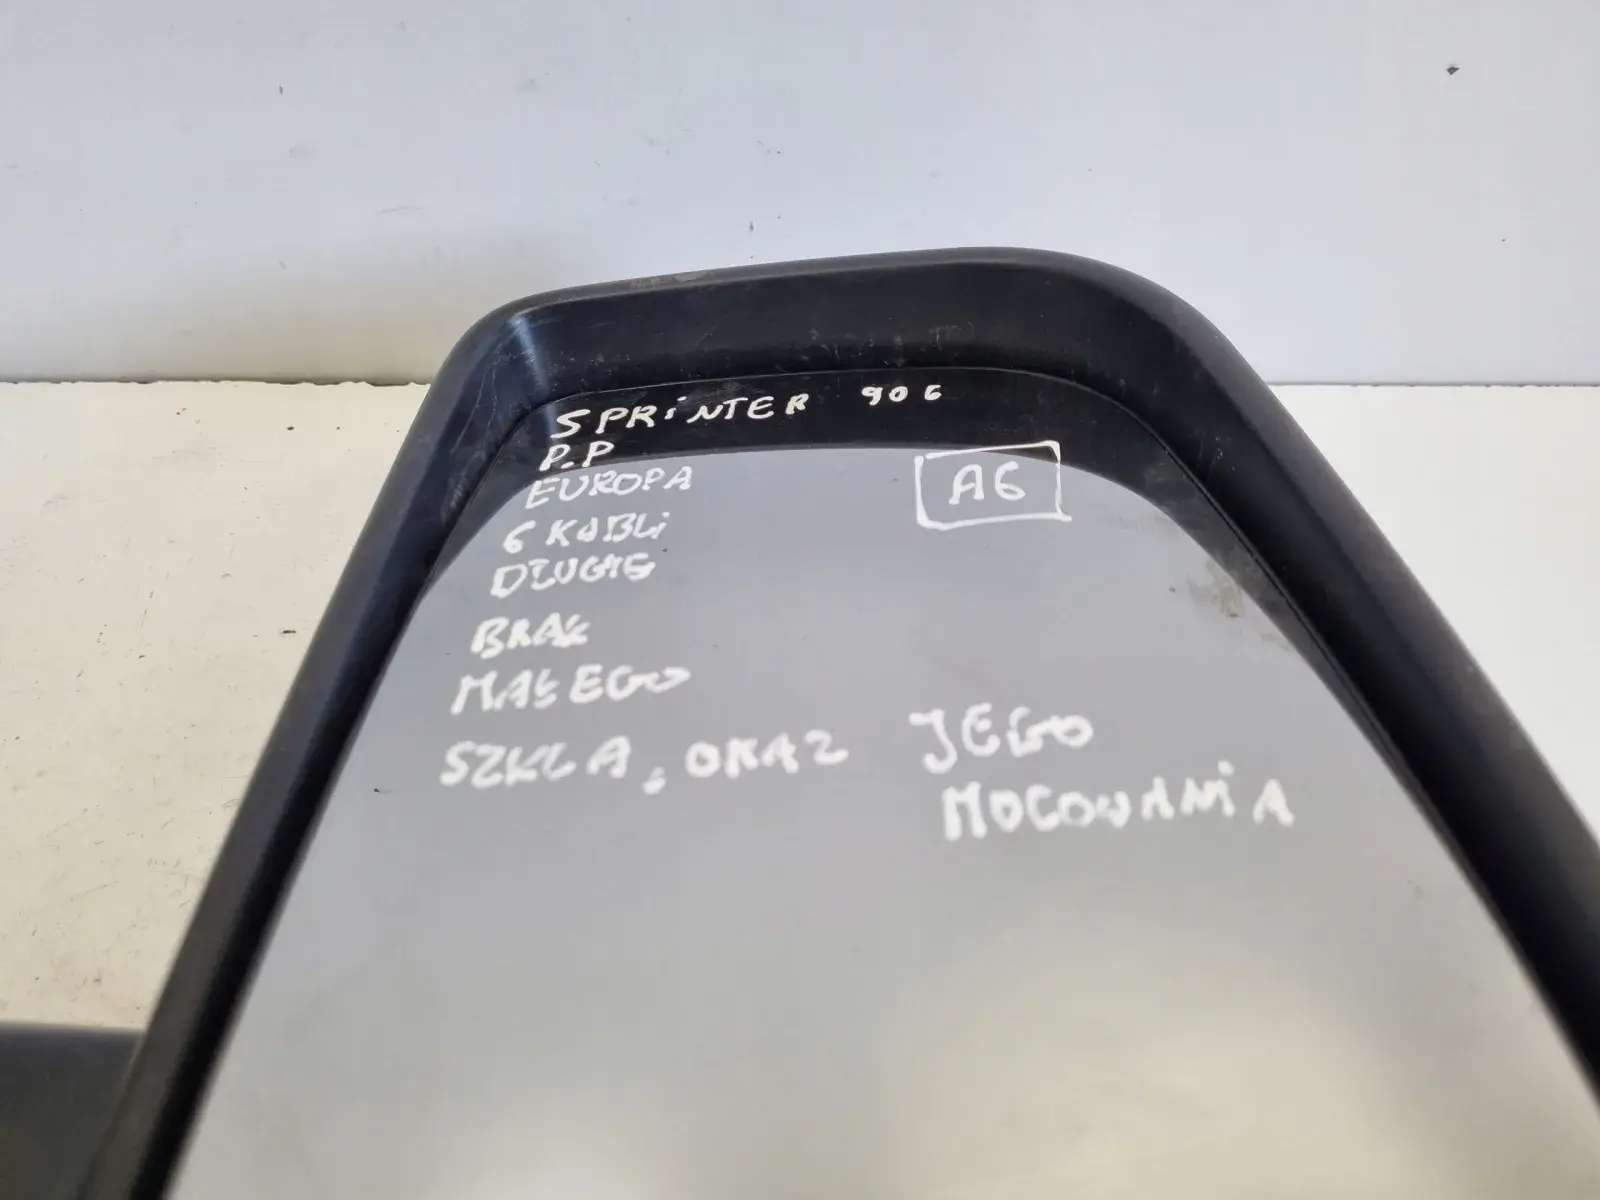 SPRINTER 906
P.P
A6
EUROPA
6 KABLI
DŁUGIE
BRAK
MAŁEGO
SZKŁA, ORAZ JEGO
MOCOWANIA